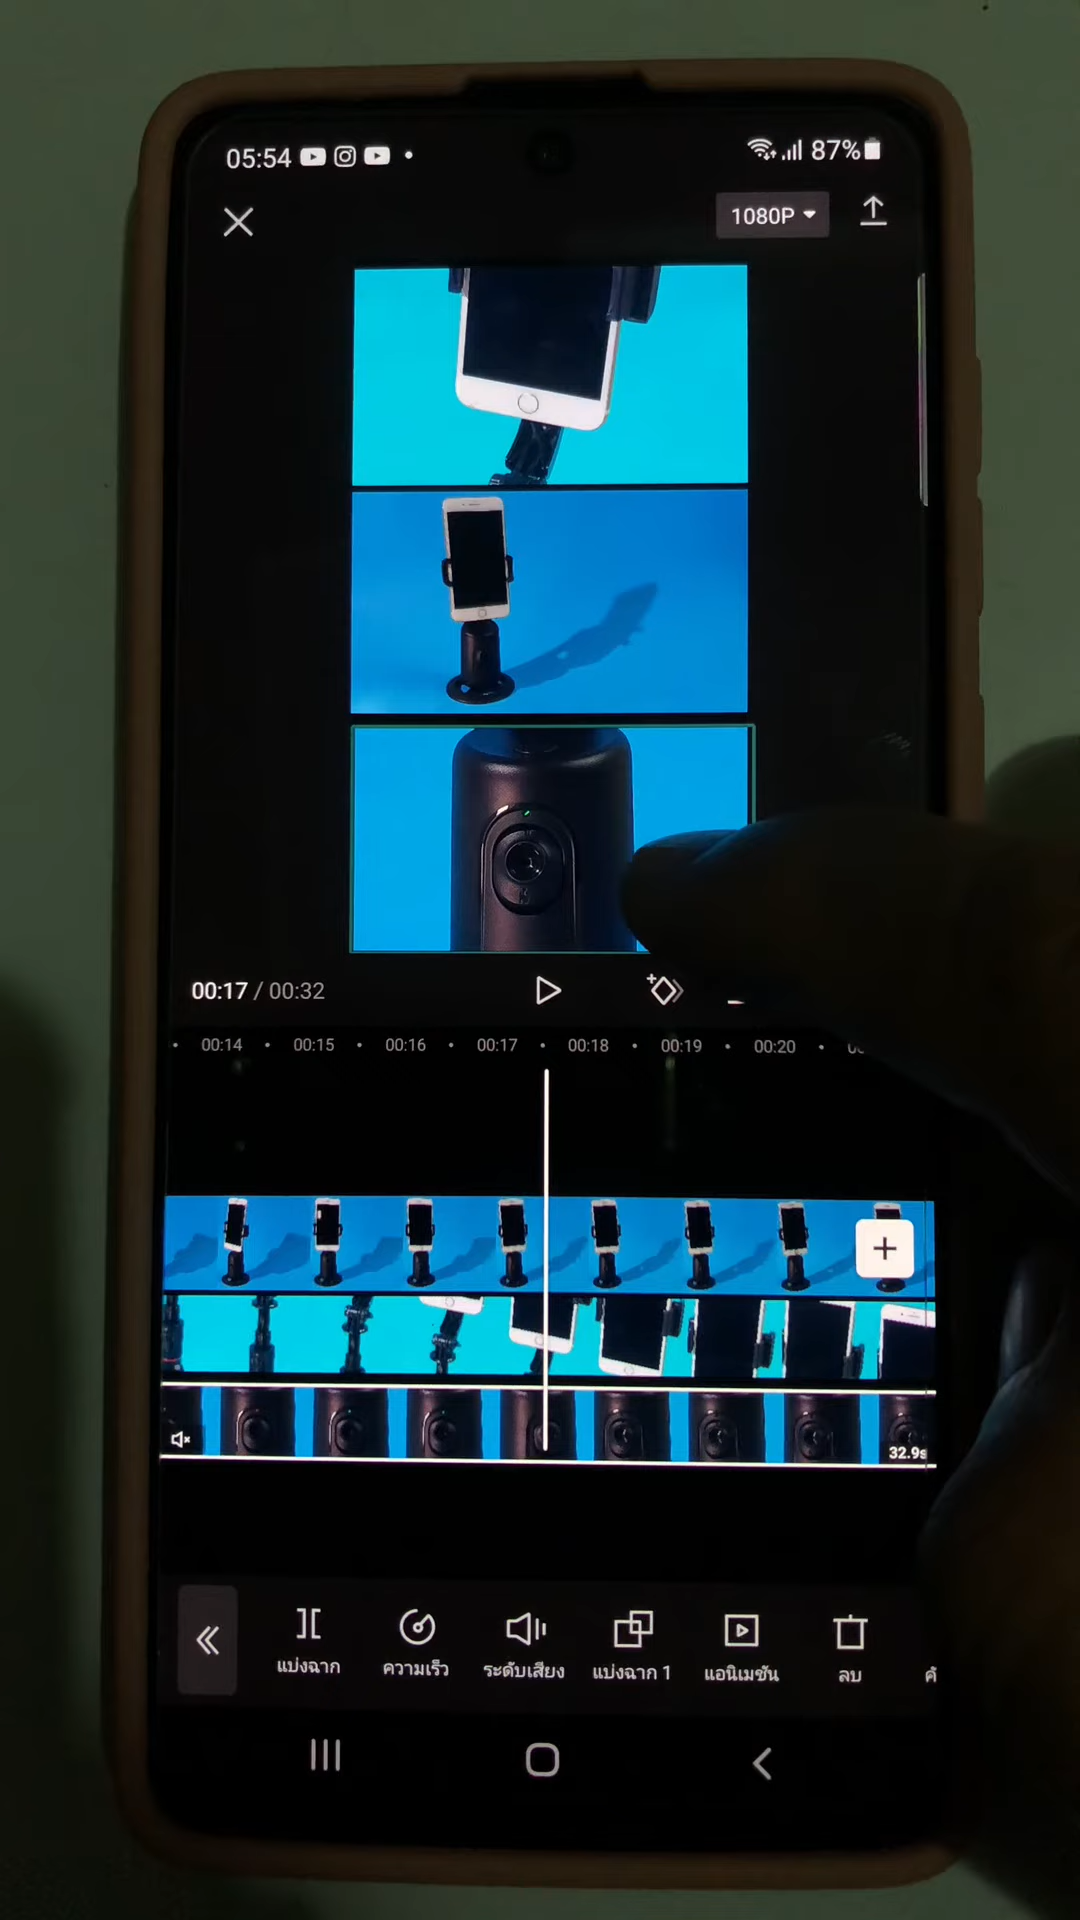 05:54
87%
1080P
00:17 / 00:32
00:14 00:15 00:16 00:17 00:18 00:19 00:20
32.9s
แบ่งฉาก ความเร็ว ระดับเสียง แบ่งฉาก 1 แอนิเมชัน ลบ